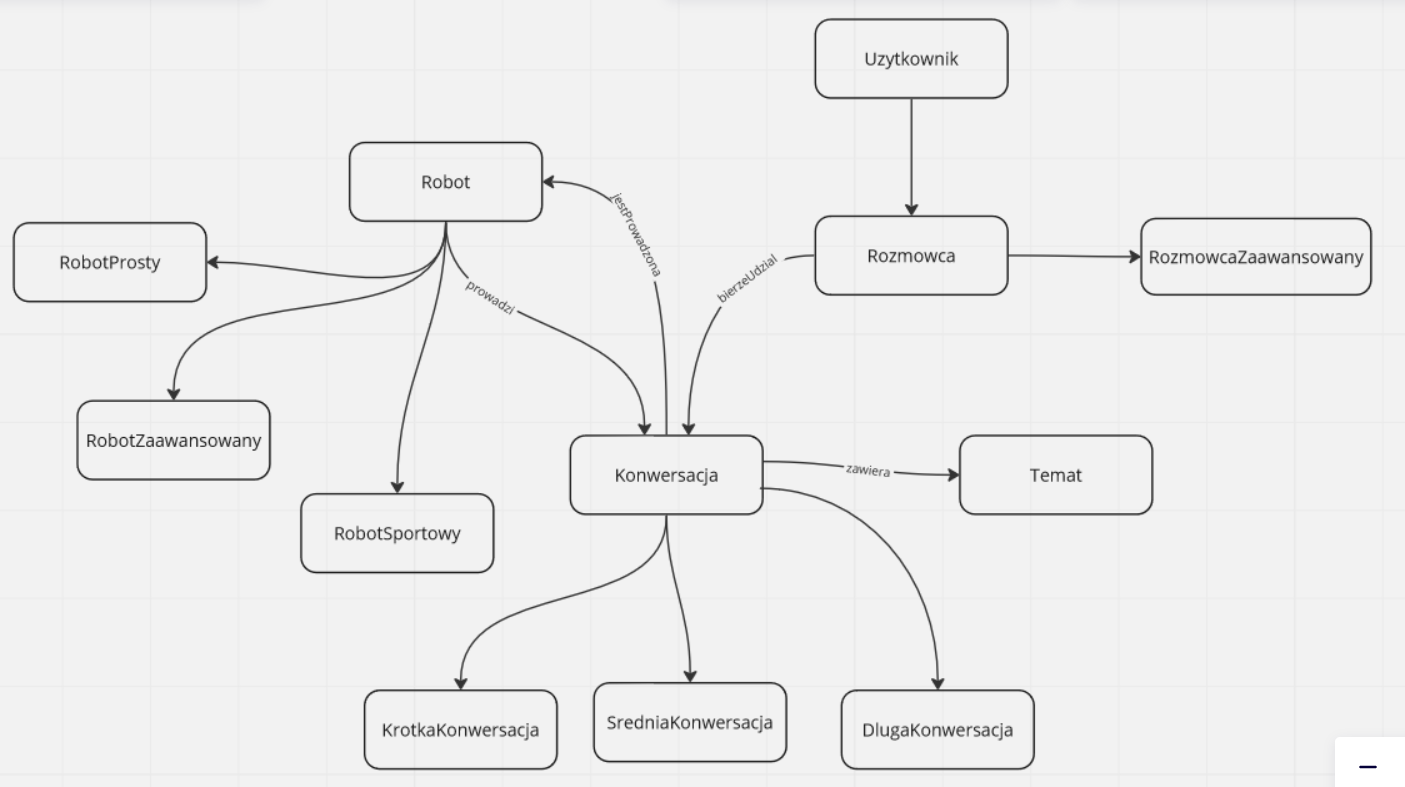 Uzytkownik
Robot
jestProwadzona
RobotProsty
Rozmowca
RozmowcaZaawansowany
bierzeUdzial
prowadzi
RobotZaawansowany
Konwersacja
zawiera
Temat
RobotSportowy
KrotkaKonwersacja
SredniaKonwersacja
DlugaKonwersacja